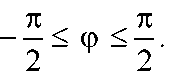 −π/2 ≤ φ ≤ π/2.